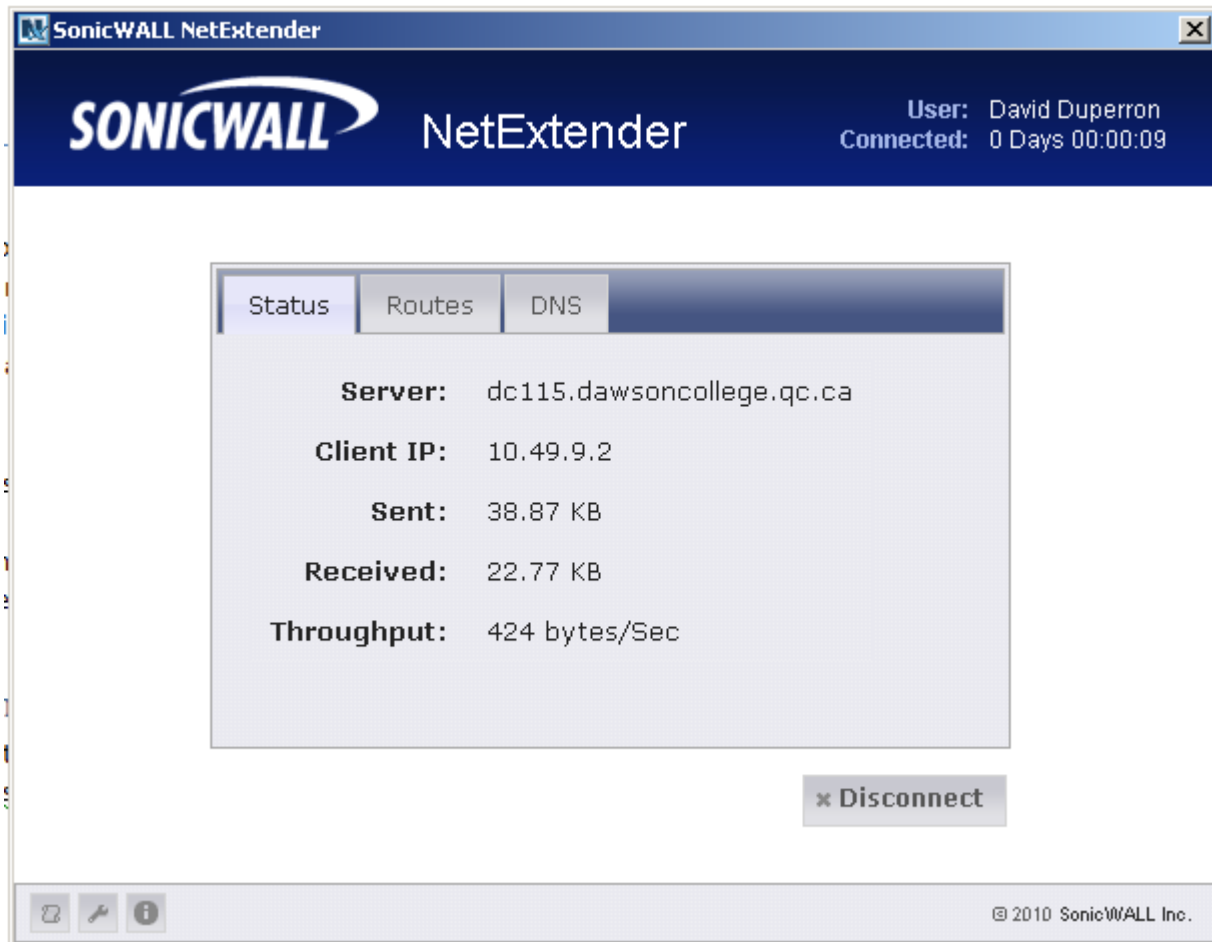 SonicWALL NetExtender
SONICWALL NetExtender
User: David Duperron
Connected: 0 Days 00:00:09
Status Routes DNS
Server: dc115.dawsoncollege.qc.ca
Client IP: 10.49.9.2
Sent: 38.87 KB
Received: 22.77 KB
Throughput: 424 bytes/Sec
Disconnect
© 2010 SonicWALL Inc.